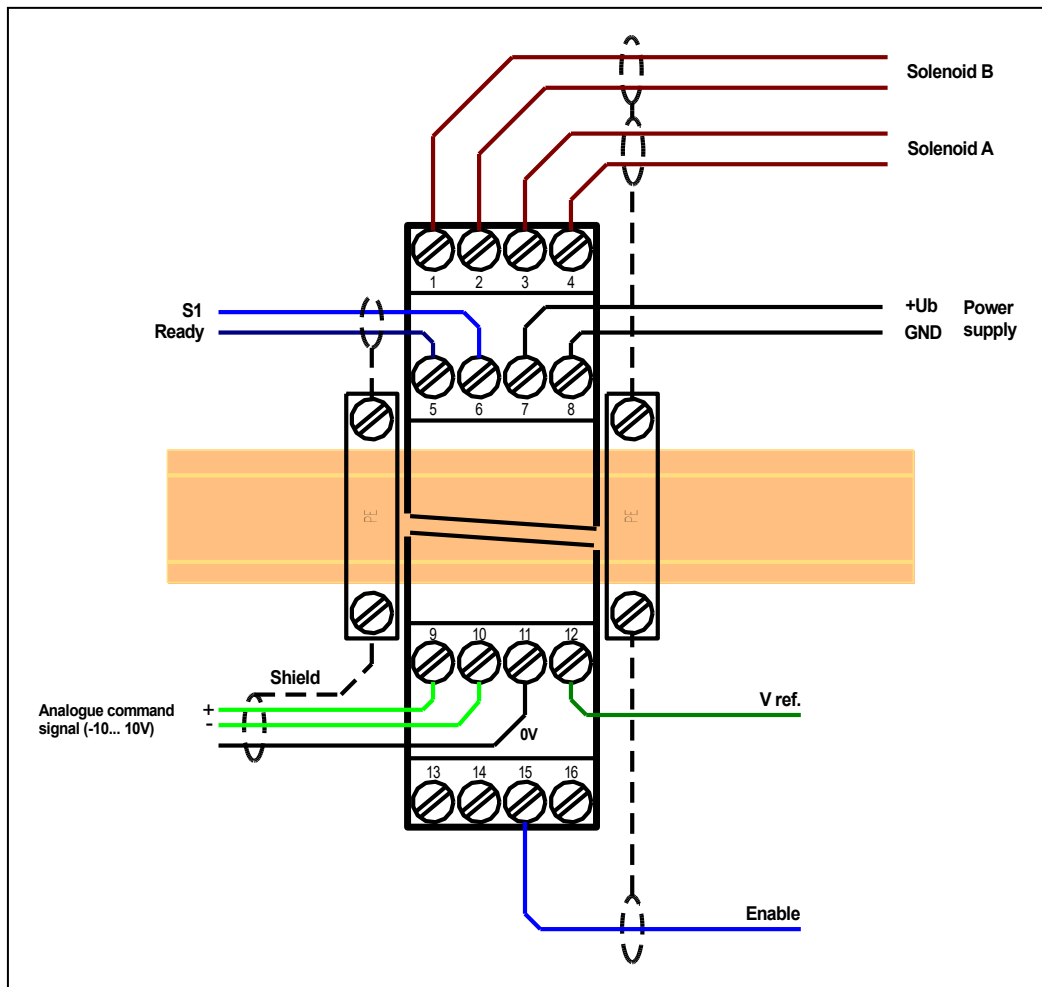 Solenoid B
Solenoid A
1 2 3 4
S1
Ready
+Ub
GND
Power
supply
5 6 7 8
PE
PE
9 10 11 12
Shield
Analogue command
signal (-10... 10V)
+
-
0V
V ref.
13 14 15 16
Enable